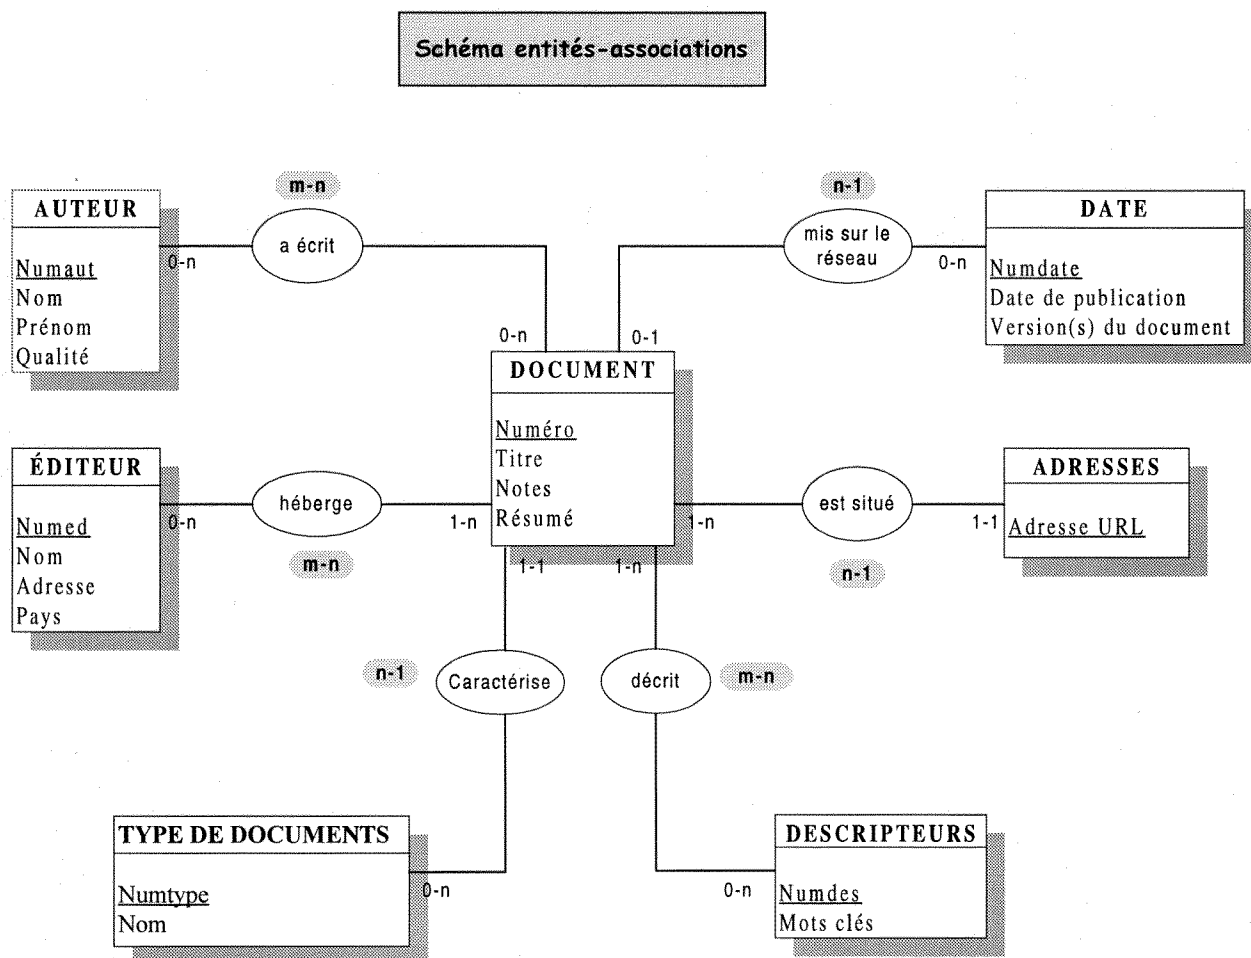 Schéma entités-associations
m-n
n-1
AUTEUR
Numaut
Nom
Prénom
Qualité
0-n
a écrit
0-n
mis sur le
réseau
0-1
0-n
DATE
Numdate
Date de publication
Version(s) du document
DOCUMENT
Numéro
Titre
Notes
Résumé
ÉDITEUR
Numed
Nom
Adresse
Pays
0-n
héberge
1-n
m-n
1-n
est situé
1-1
n-1
ADRESSES
Adresse URL
1-1
1-n
n-1
Caractérise
décrit
m-n
TYPE DE DOCUMENTS
Numtype
Nom
0-n
0-n
DESCRIPTEURS
Numdes
Mots clés